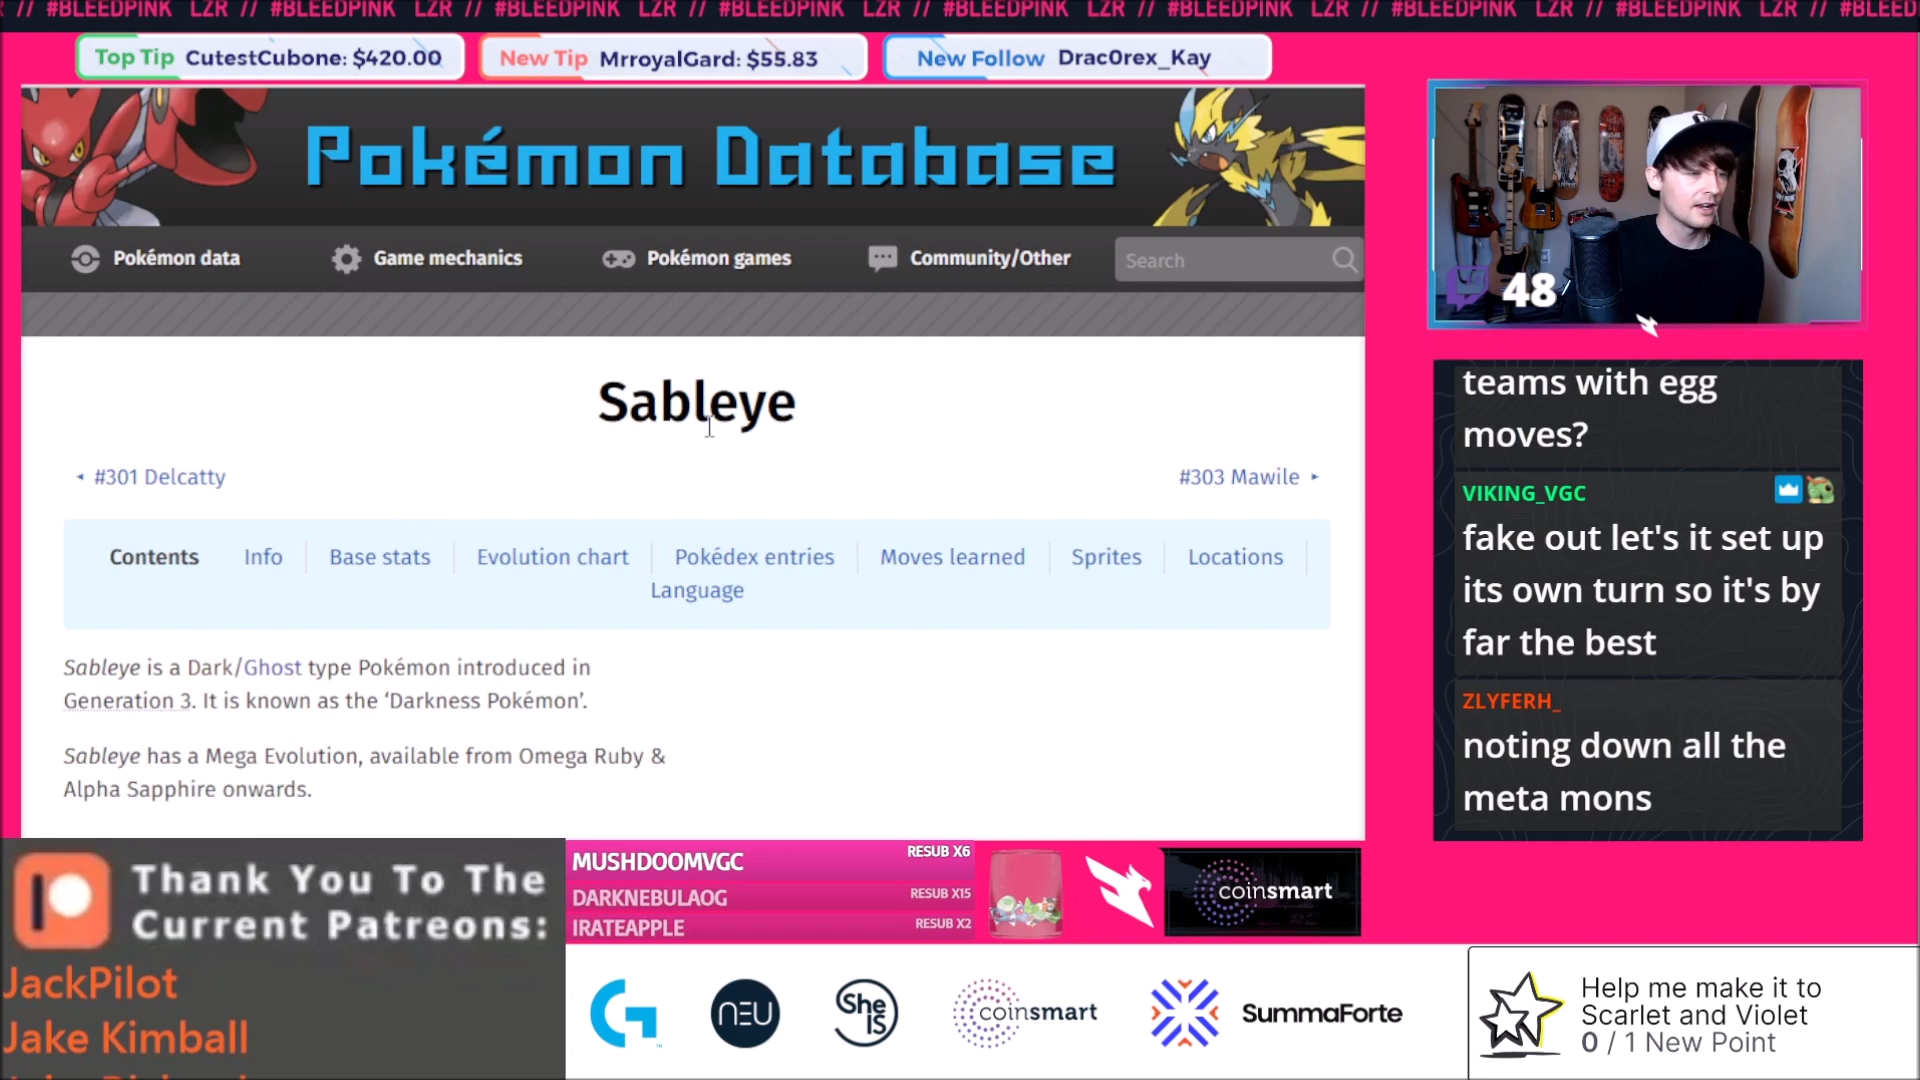 // #BLEEDPINK LZR // #BLEEDPINK LZR // #BLEEDPINK LZR // #BLEEDPINK LZR // #BLEEDPINK LZR // #BLEEDPINK LZR // #BLEEDPINK LZR // #BLEEDPINK LZR // #BLEED
Top Tip CutestCubone: $420.00
New Tip MrroyalGard: $55.83
New Follow Drac0rex_Kay
Pokémon Database
Pokémon data
Game mechanics
Pokémon games
Community/Other
Search
48
Sableye
#301 Delcatty
#303 Mawile
Contents
Info
Base stats
Evolution chart
Pokédex entries
Moves learned
Sprites
Locations
Language
Sableye is a Dark/Ghost type Pokémon introduced in
Generation 3. It is known as the ‘Darkness Pokémon’.
Sableye has a Mega Evolution, available from Omega Ruby &
Alpha Sapphire onwards.
teams with egg
moves?
VIKING_VGC
fake out let's it set up
its own turn so it's by
far the best
ZLYFERH_
noting down all the
meta mons
Thank You To The
Current Patreons:
JackPilot
Jake Kimball
MUSHDOOMVGC RESUB X6
DARKNEBULAOG RESUB X15
IRATEAPPLE RESUB X2
coinsmart
G
NEU
She
IS
coinsmart
SummaForte
Help me make it to
Scarlet and Violet
0 / 1 New Point